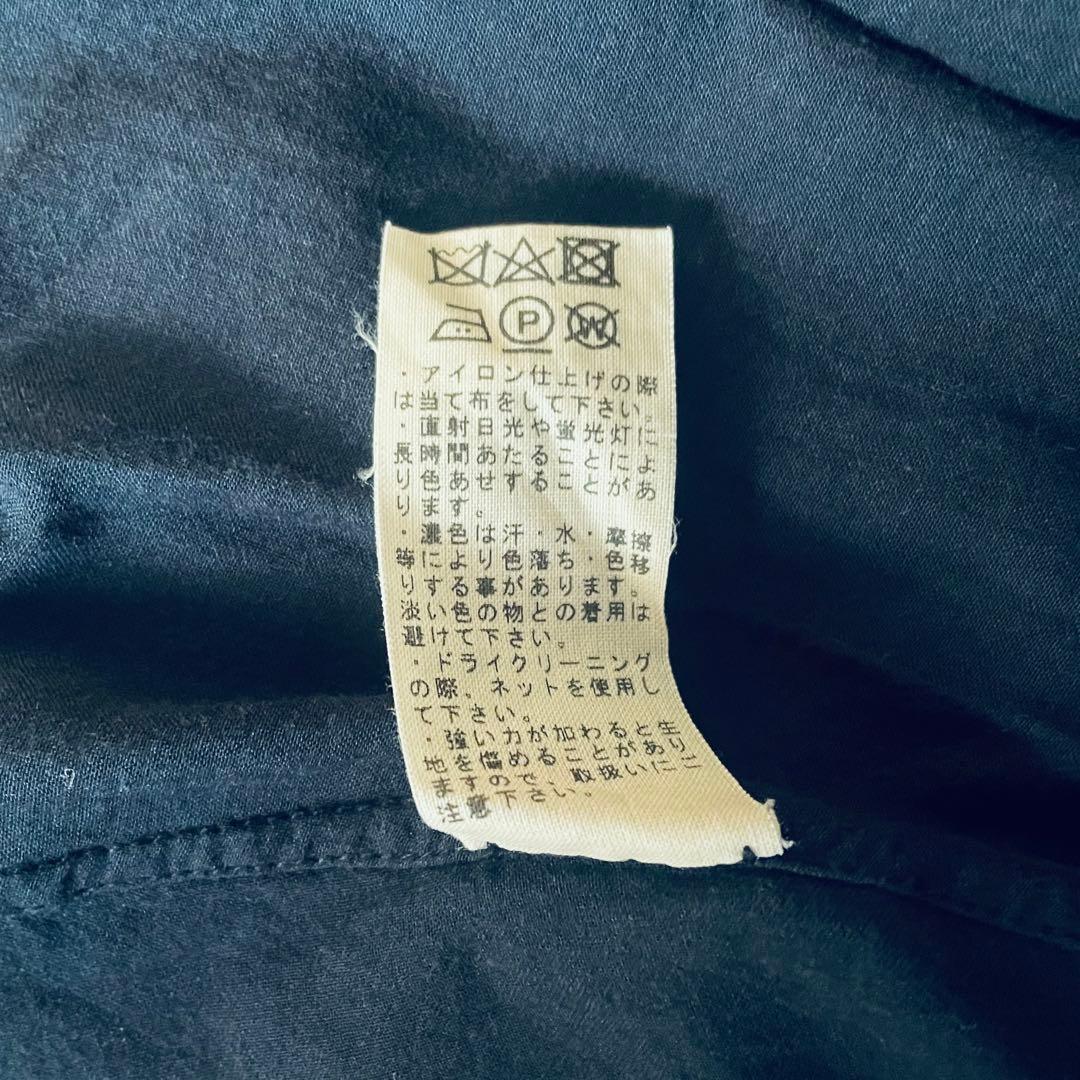 P
W
・アイロン仕上げの際
は当て布をして下さい。
・直射日光や蛍光灯に
長時間あたることによ
り色あせすることがあ
ります。
・濃色は汗・水・摩擦
等により色落ち・色移
りする事があります。
淡い色の物との着用は
避けて下さい。
・ドライクリーニング
の際、ネットを使用し
て下さい。
・強い力が加わると生
地を傷めることがあり
ますので、取扱いにご
注意下さい。